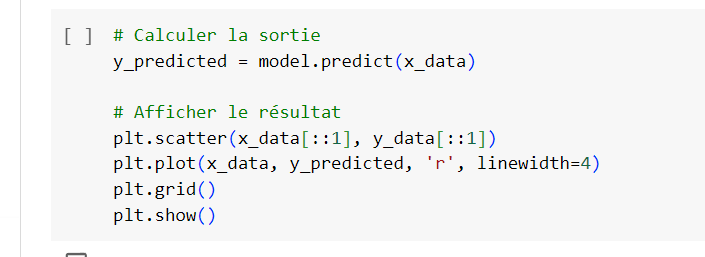 [ ] # Calculer la sortie
y_predicted = model.predict(x_data)
# Afficher le résultat
plt.scatter(x_data[::1], y_data[::1])
plt.plot(x_data, y_predicted, 'r', linewidth=4)
plt.grid()
plt.show()